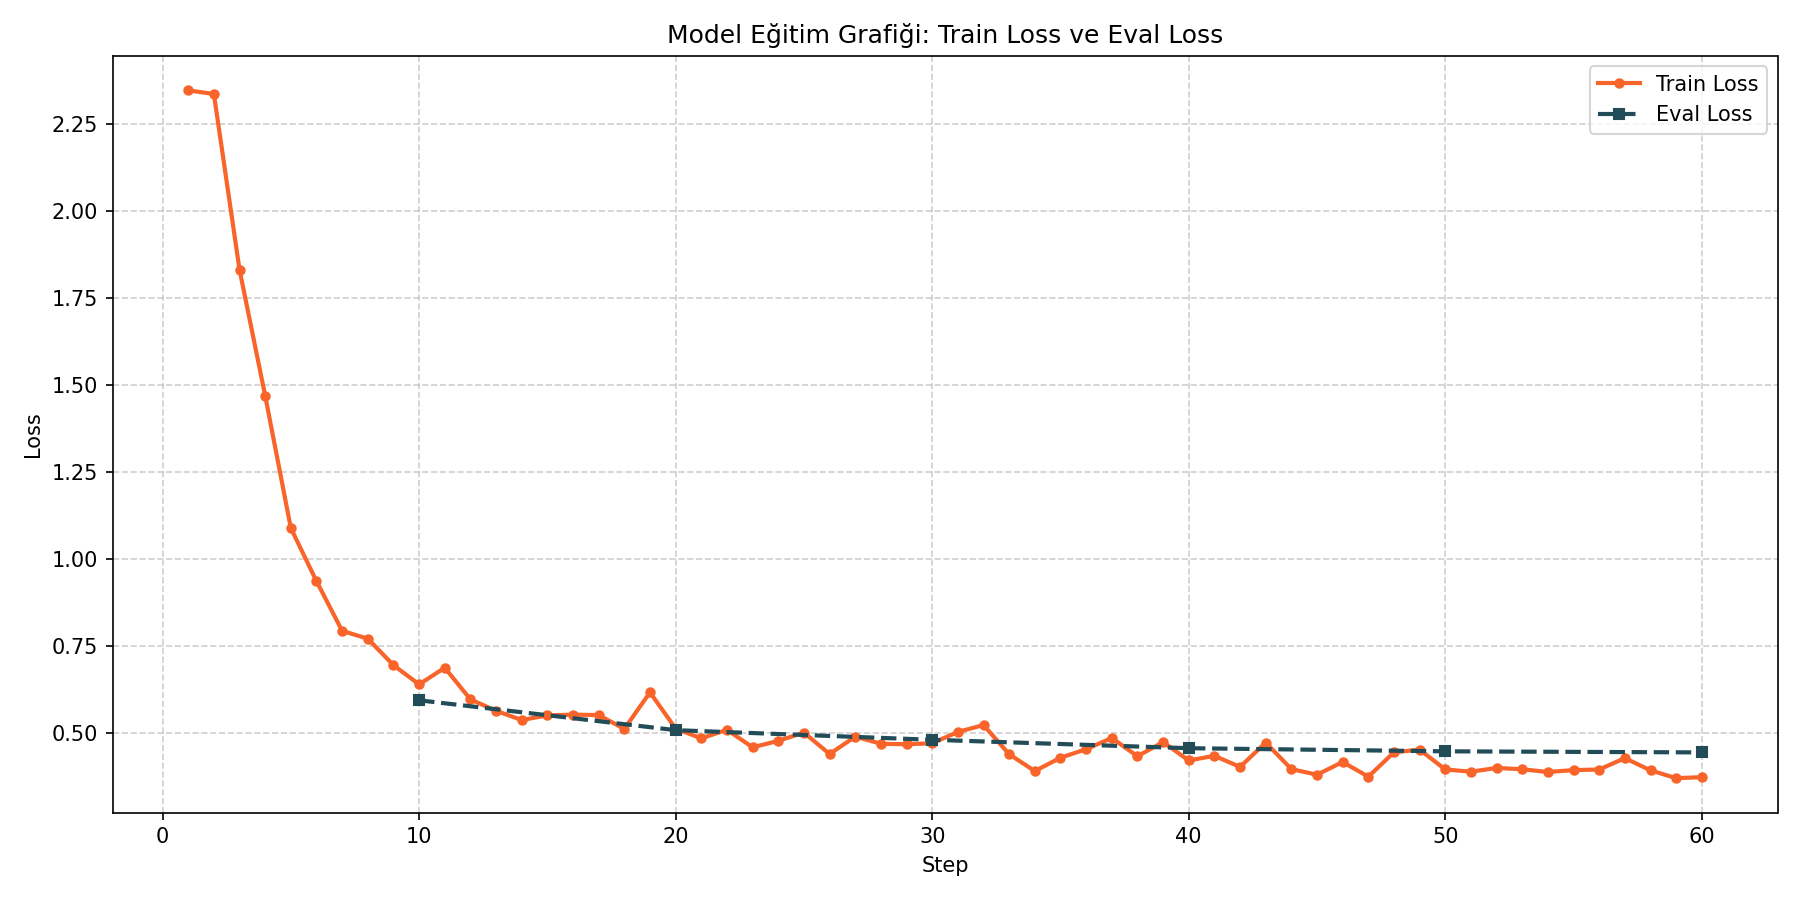 Model Eğitim Grafiği: Train Loss ve Eval Loss
Train Loss
Eval Loss
2.25
2.00
1.75
1.50
1.25
1.00
0.75
0.50
Loss
0 10 20 30 40 50 60
Step